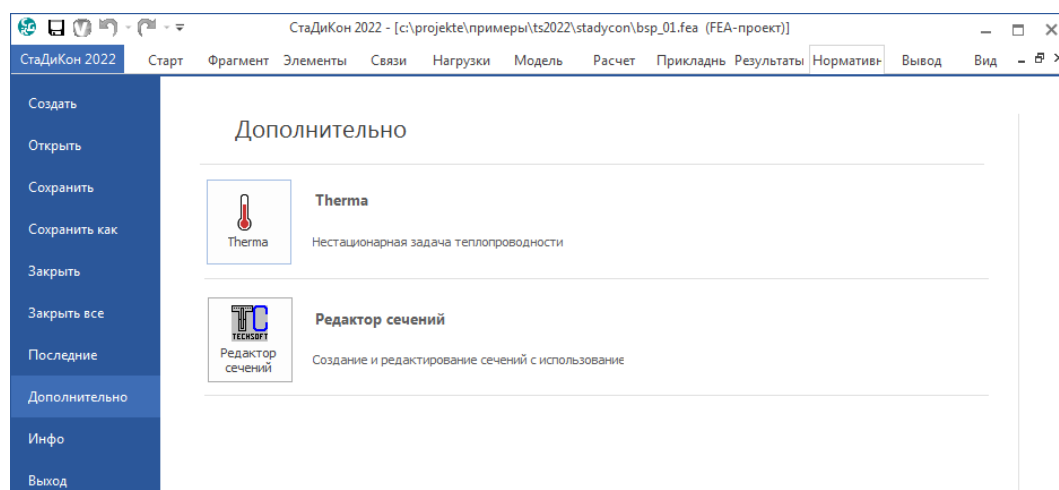 СтаДиКон 2022 - [c:\projekte\примеры\ts2022\stadycon\bsp_01.fea (FEA-проект)]
СтаДиКон 2022 Старт Фрагмент Элементы Связи Нагрузки Модель Расчет Прикладнь Результаты Нормативн Вывод Вид
Создать
Открыть
Сохранить
Сохранить как
Закрыть
Закрыть все
Последние
Дополнительно
Инфо
Выход
Дополнительно
Therma
Therma
Нестационарная задача теплопроводности
TECHSOFT
Редактор
сечений
Редактор сечений
Создание и редактирование сечений с использование